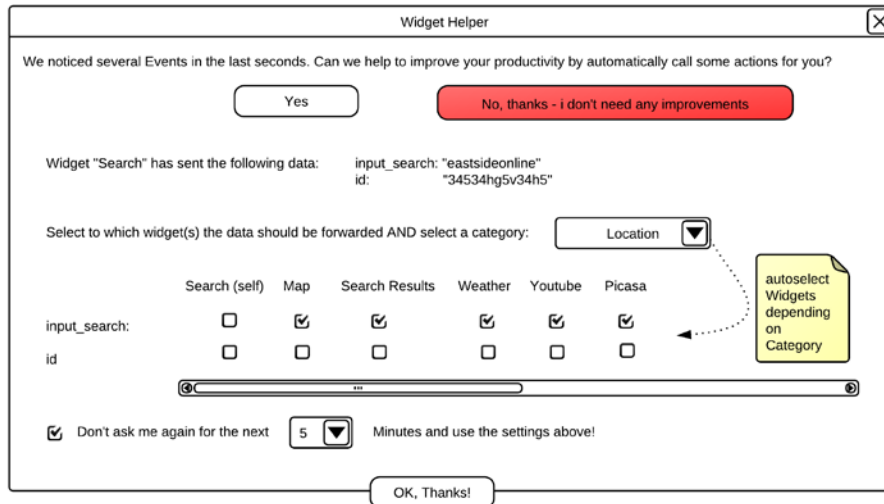 Widget Helper
We noticed several Events in the last seconds. Can we help to improve your productivity by automatically call some actions for you?
Yes
No, thanks - i don't need any improvements
Widget "Search" has sent the following data:
input_search: "eastsideonline"
id: "34534hg5v34h5"
Select to which widget(s) the data should be forwarded AND select a category:
Location
autoselect
Widgets
depending
on
Category
Search (self) Map Search Results Weather Youtube Picasa
input_search:
id
Don't ask me again for the next 5 Minutes and use the settings above!
OK, Thanks!